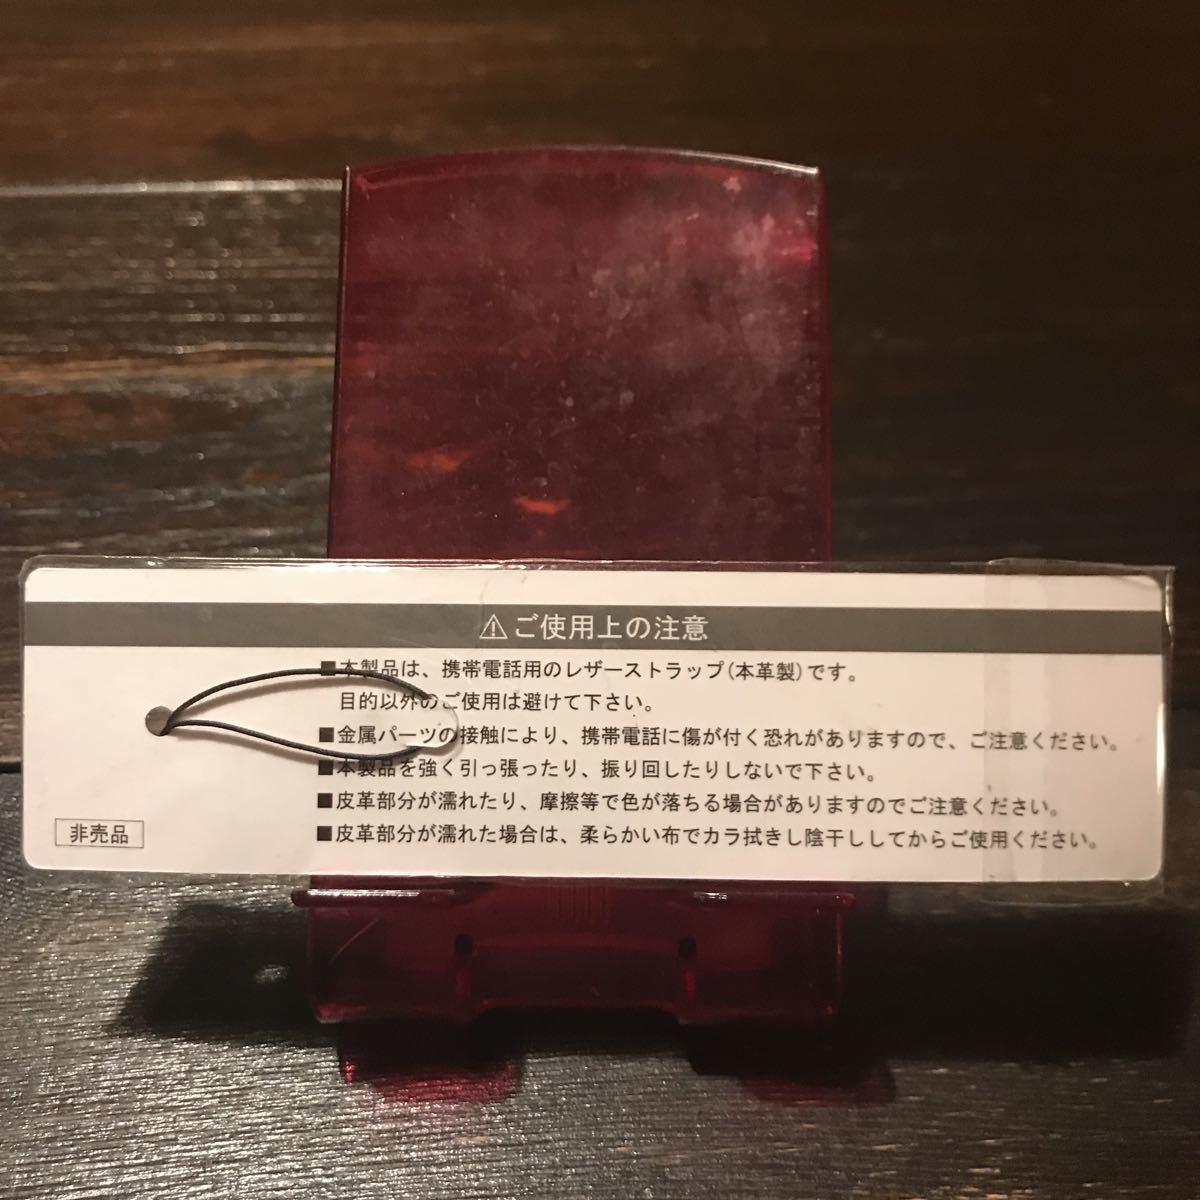 ⚠ご使用上の注意
■本製品は、携帯電話用のレザーストラップ(本革製)です。
目的以外のご使用は避けて下さい。
■金属パーツの接触により、携帯電話に傷が付く恐れがありますので、ご注意ください。
■本製品を強く引っ張ったり、振り回したりしないで下さい。
■皮革部分が濡れたり、摩擦等で色が落ちる場合がありますのでご注意ください。
■皮革部分が濡れた場合は、柔らかい布でカラ拭きし陰干ししてからご使用ください。
非売品